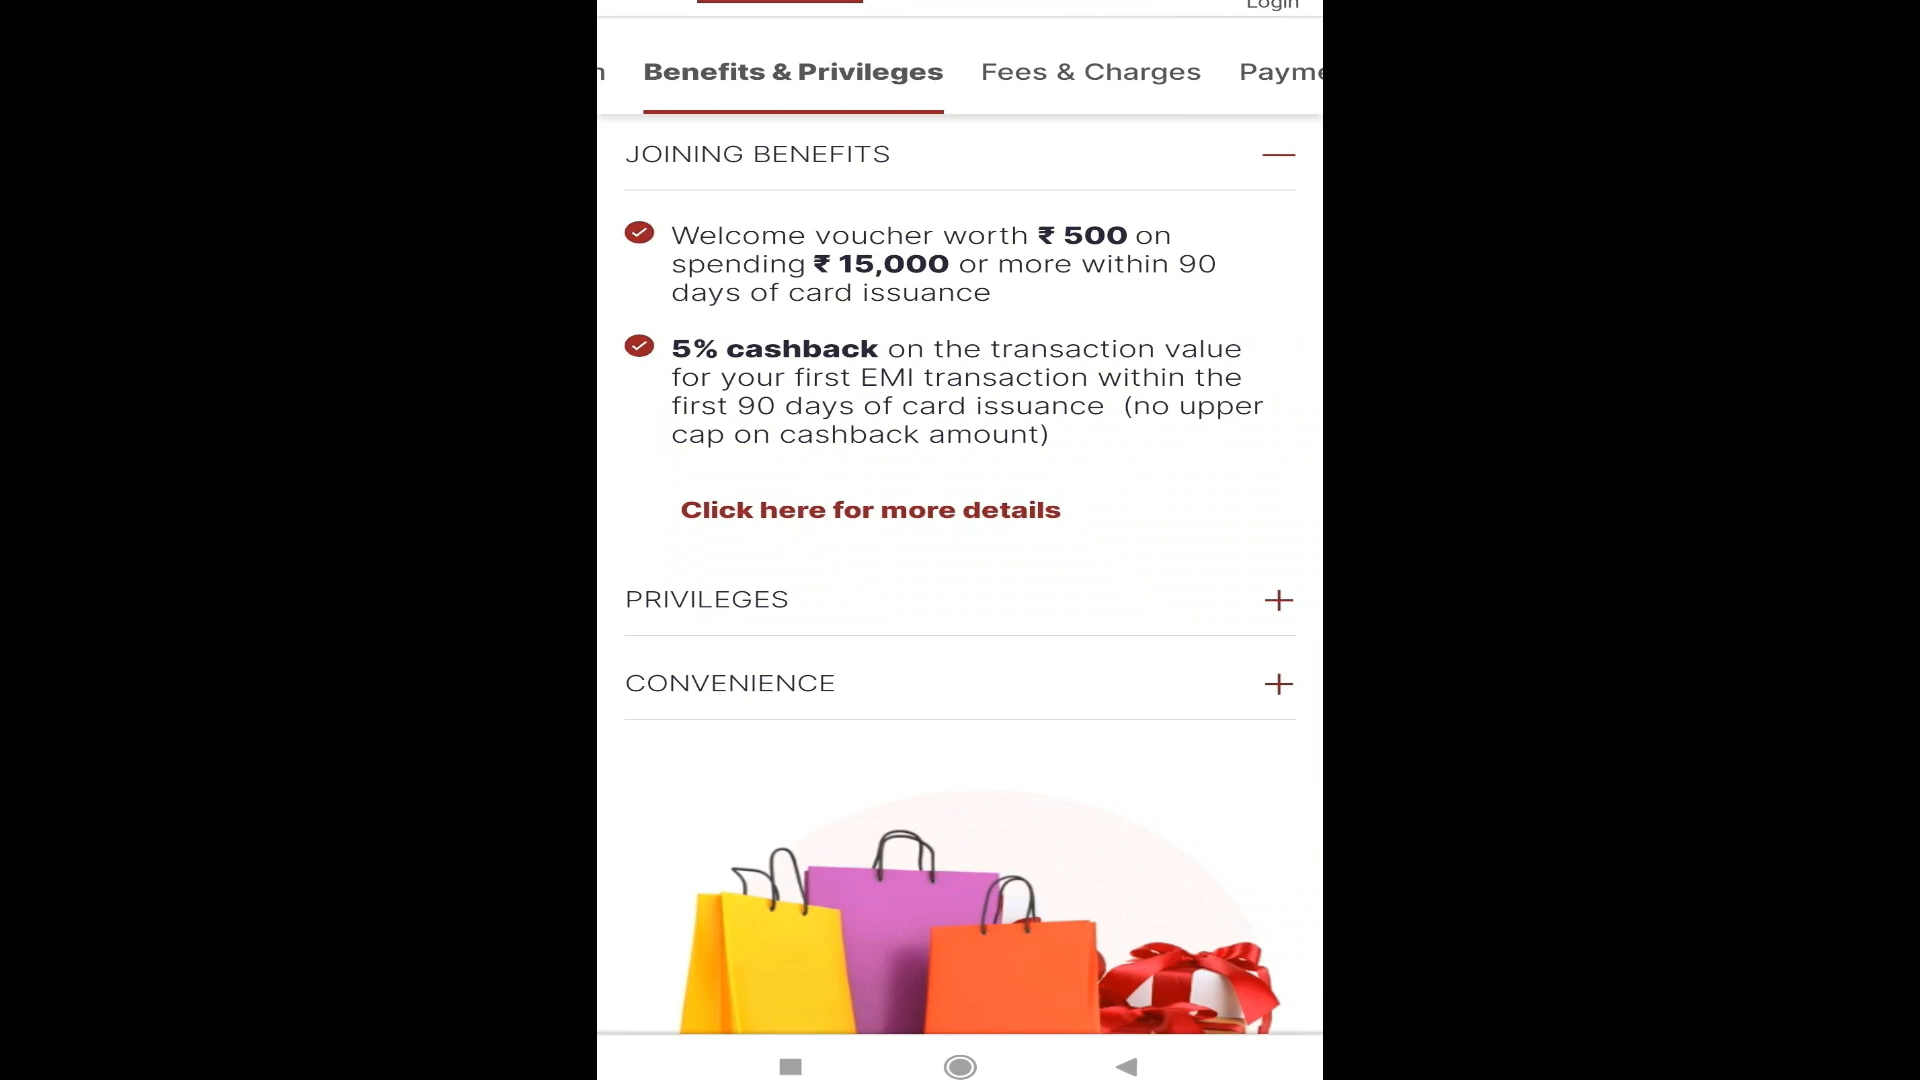 Login
Benefits & Privileges Fees & Charges Payme
JOINING BENEFITS
Welcome voucher worth ₹ 500 on
spending ₹ 15,000 or more within 90
days of card issuance
5% cashback on the transaction value
for your first EMI transaction within the
first 90 days of card issuance (no upper
cap on cashback amount)
Click here for more details
PRIVILEGES
CONVENIENCE